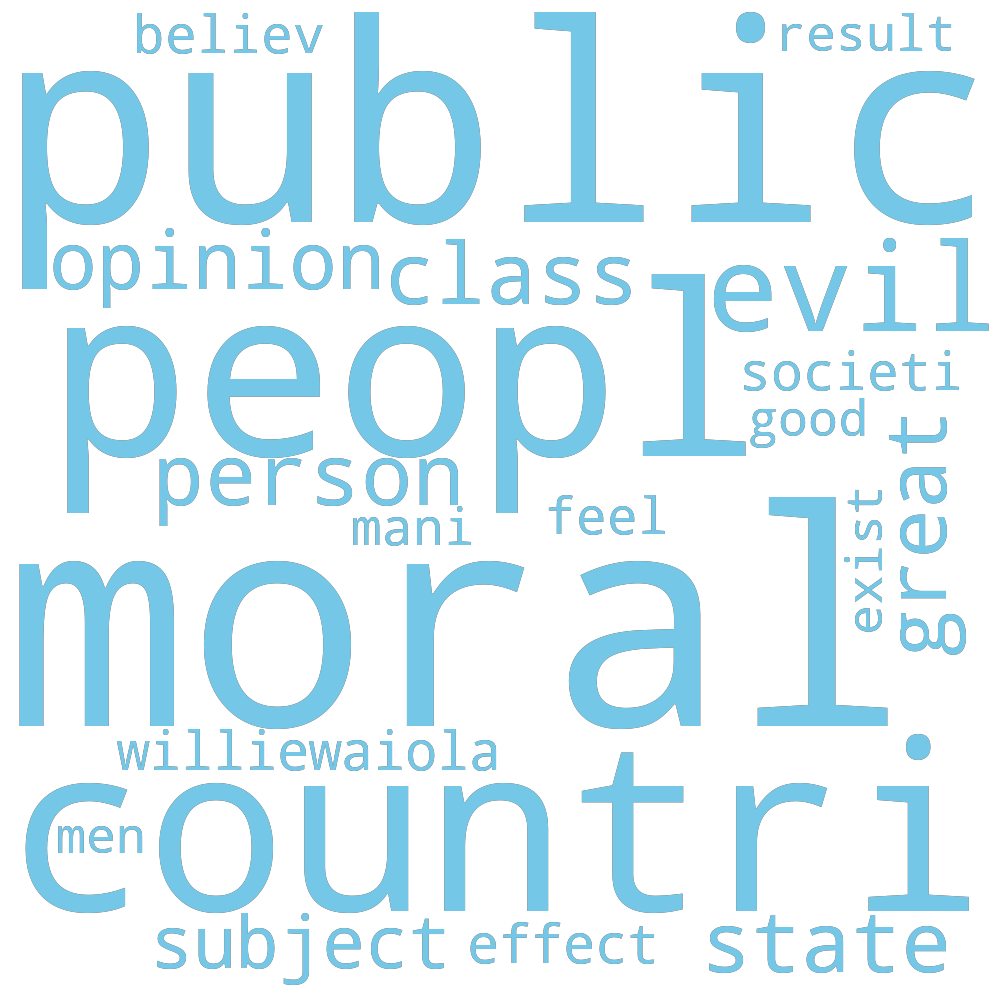 believ result
public
opinion class evil
peopl
societi
good
great
person
mani feel
exist
moral
williewaiola
countri
men
subject effect state